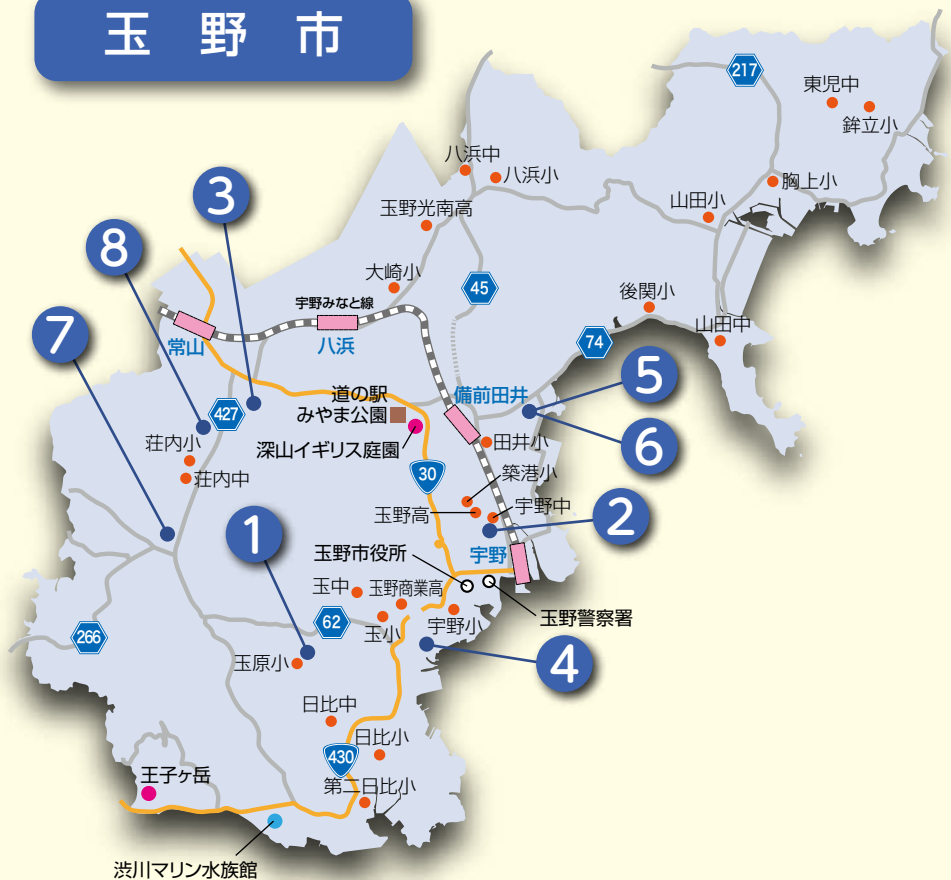 玉野市
217
東児中
鉾立小
八浜中
八浜小
胸上小
山田小
玉野光南高
3
8
大崎小
45
後関小
宇野みなと線
山田中
7
常山
八浜
74
5
道の駅
みやま公園
備前田井
427
6
深山イギリス庭園
田井小
荘内小
30
荘内中
築港小
玉野高
宇野中
2
1
玉野市役所
宇野
玉中
玉野商業高
玉野警察署
62
玉小
宇野小
266
4
玉原小
日比中
日比小
430
王子ヶ岳
第二日比小
渋川マリン水族館